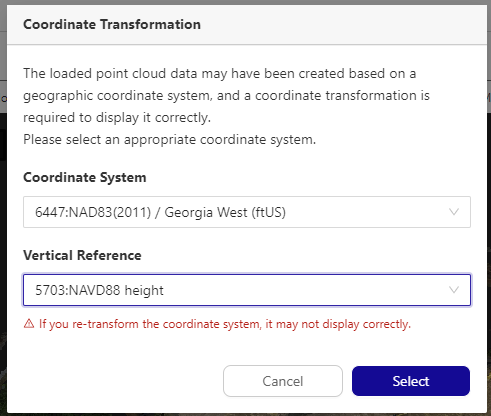 Coordinate Transformation
The loaded point cloud data may have been created based on a
geographic coordinate system, and a coordinate transformation is
required to display it correctly.
Please select an appropriate coordinate system.
Coordinate System
6447:NAD83(2011) / Georgia West (ftUS)
Vertical Reference
5703:NAVD88 height
If you re-transform the coordinate system, it may not display correctly.
Cancel Select